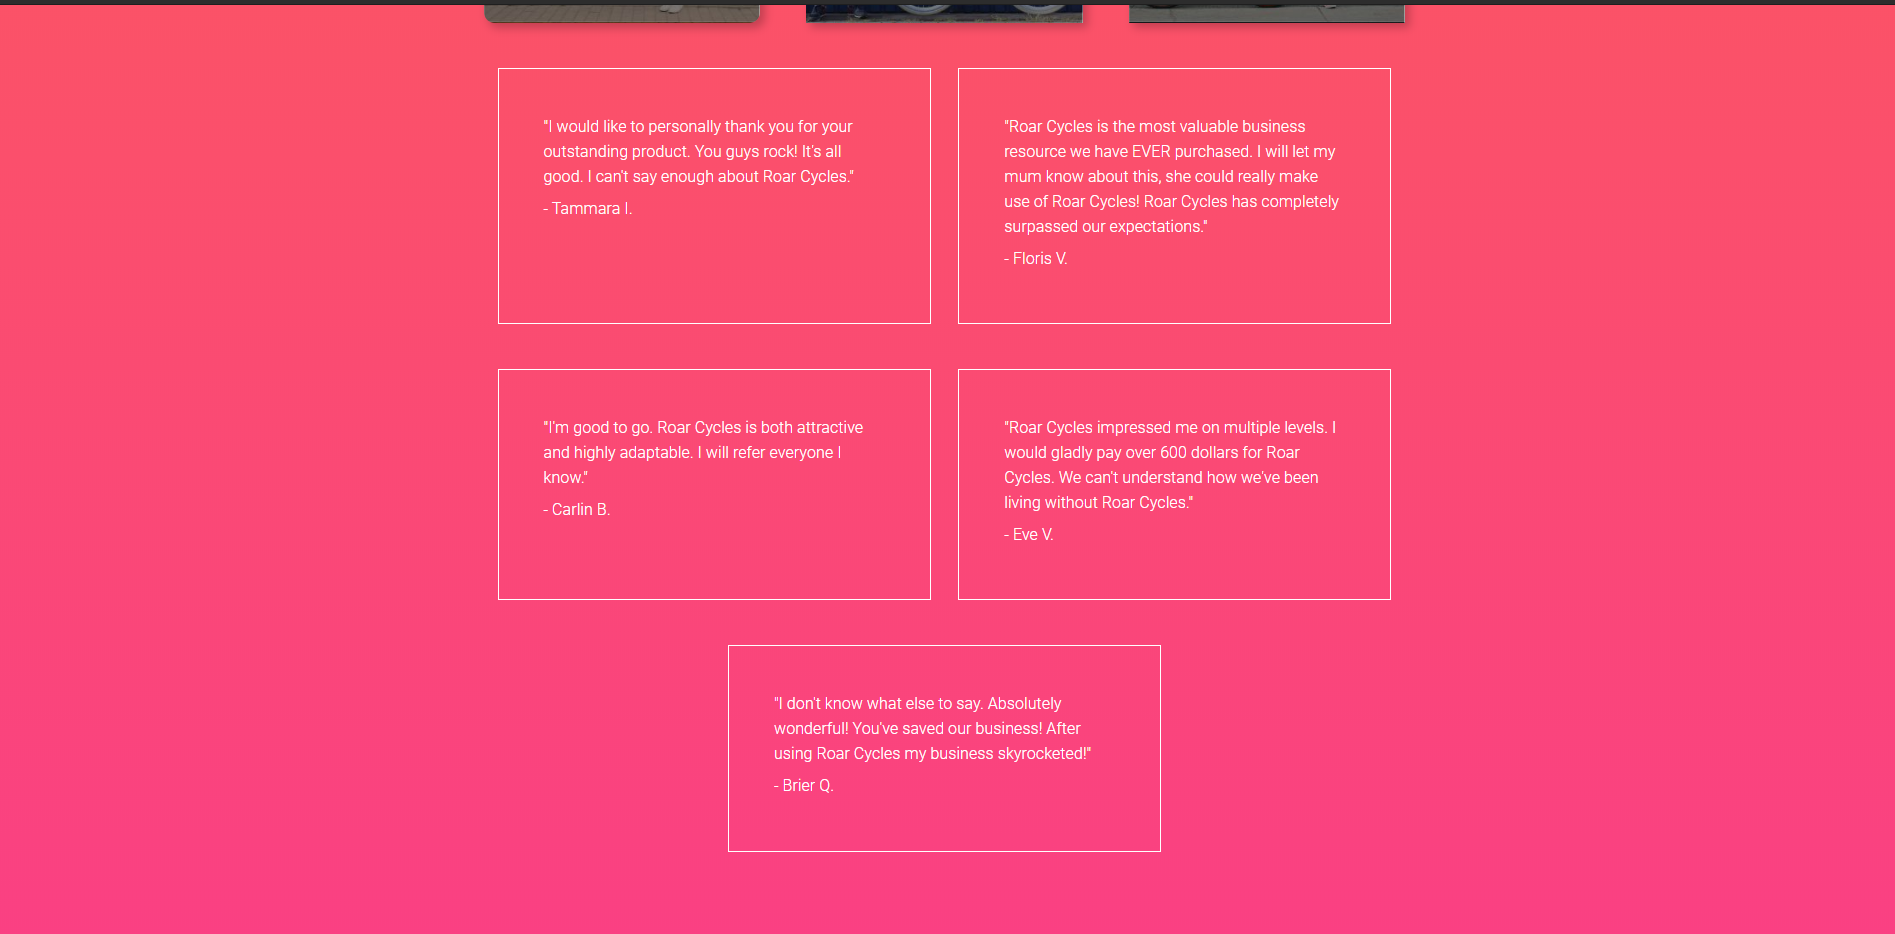 "I would like to personally thank you for your
outstanding product. You guys rock! It's all
good. I can't say enough about Roar Cycles."
- Tammara I.
"Roar Cycles is the most valuable business
resource we have EVER purchased. I will let my
mum know about this, she could really make
use of Roar Cycles! Roar Cycles has completely
surpassed our expectations."
- Floris V.
"I'm good to go. Roar Cycles is both attractive
and highly adaptable. I will refer everyone I
know."
- Carlin B.
"Roar Cycles impressed me on multiple levels. I
would gladly pay over 600 dollars for Roar
Cycles. We can't understand how we've been
living without Roar Cycles."
- Eve V.
"I don't know what else to say. Absolutely
wonderful! You've saved our business! After
using Roar Cycles my business skyrocketed!"
- Brier Q.